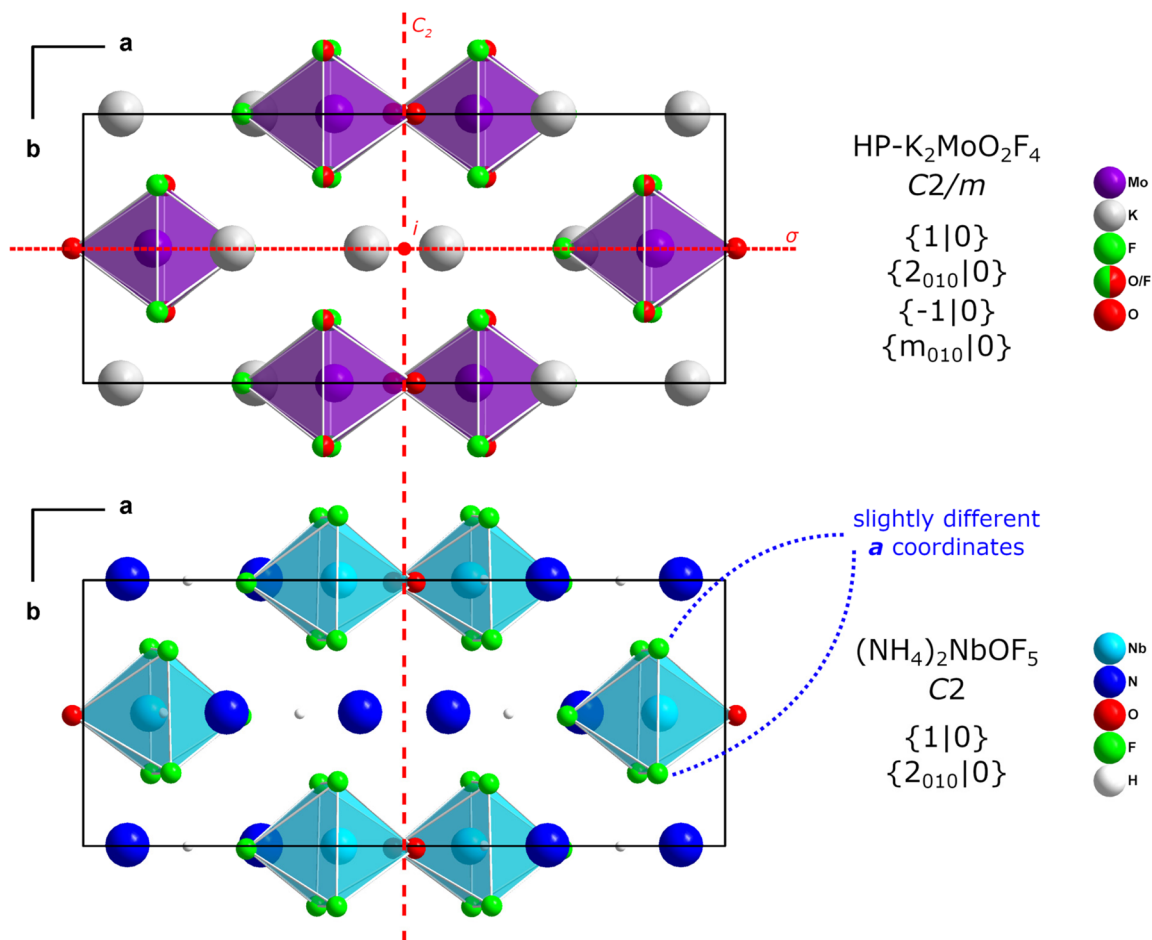 a
b
C₂
i
σ
HP-K₂MoO₂F₄
C2/m
{1|0}
{2₀₁₀|0}
{-1|0}
{m₀₁₀|0}
Mo
K
F
O/F
O
a
b
slightly different
a coordinates
(NH₄)₂NbOF₅
C2
{1|0}
{2₀₁₀|0}
Nb
N
O
F
H